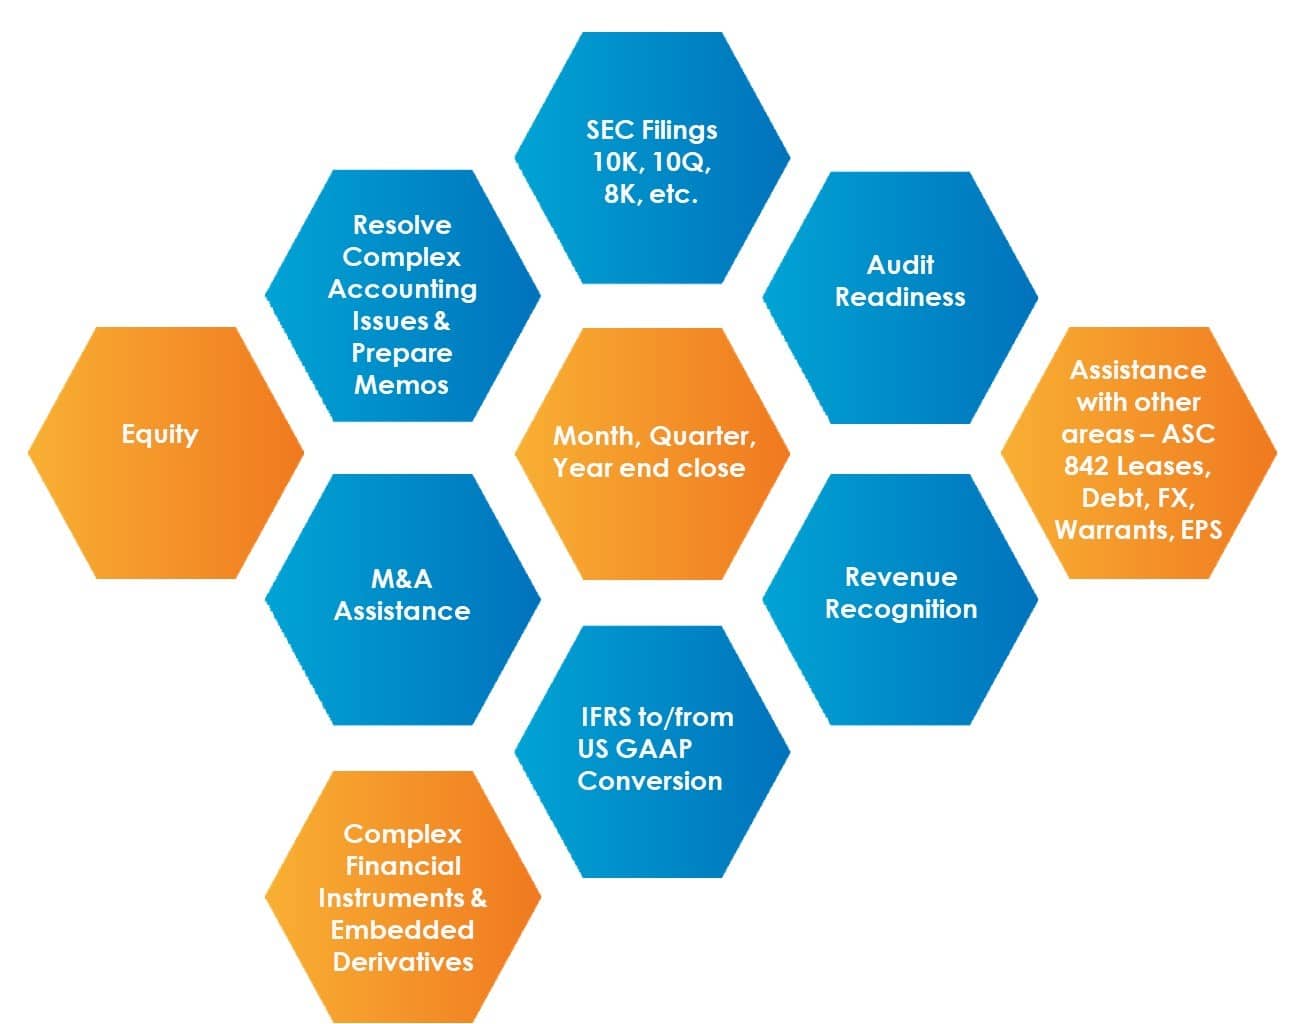 SEC Filings
10K, 10Q,
8K, etc.
Resolve
Complex
Accounting
Issues &
Prepare
Memos
Audit
Readiness
Equity
Month, Quarter,
Year end close
Assistance
with other
areas – ASC
842 Leases,
Debt, FX,
Warrants, EPS
M&A
Assistance
Revenue
Recognition
IFRS to/from
US GAAP
Conversion
Complex
Financial
Instruments &
Embedded
Derivatives